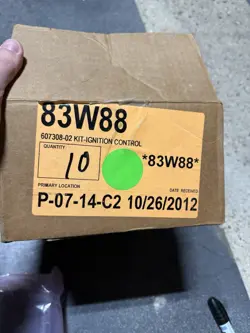 83W88
607308-02 KIT-IGNITION CONTROL
QUANTITY:
10
*83W88*
PRIMARY LOCATION
DATE RECEIVED
P-07-14-C2 10/26/2012